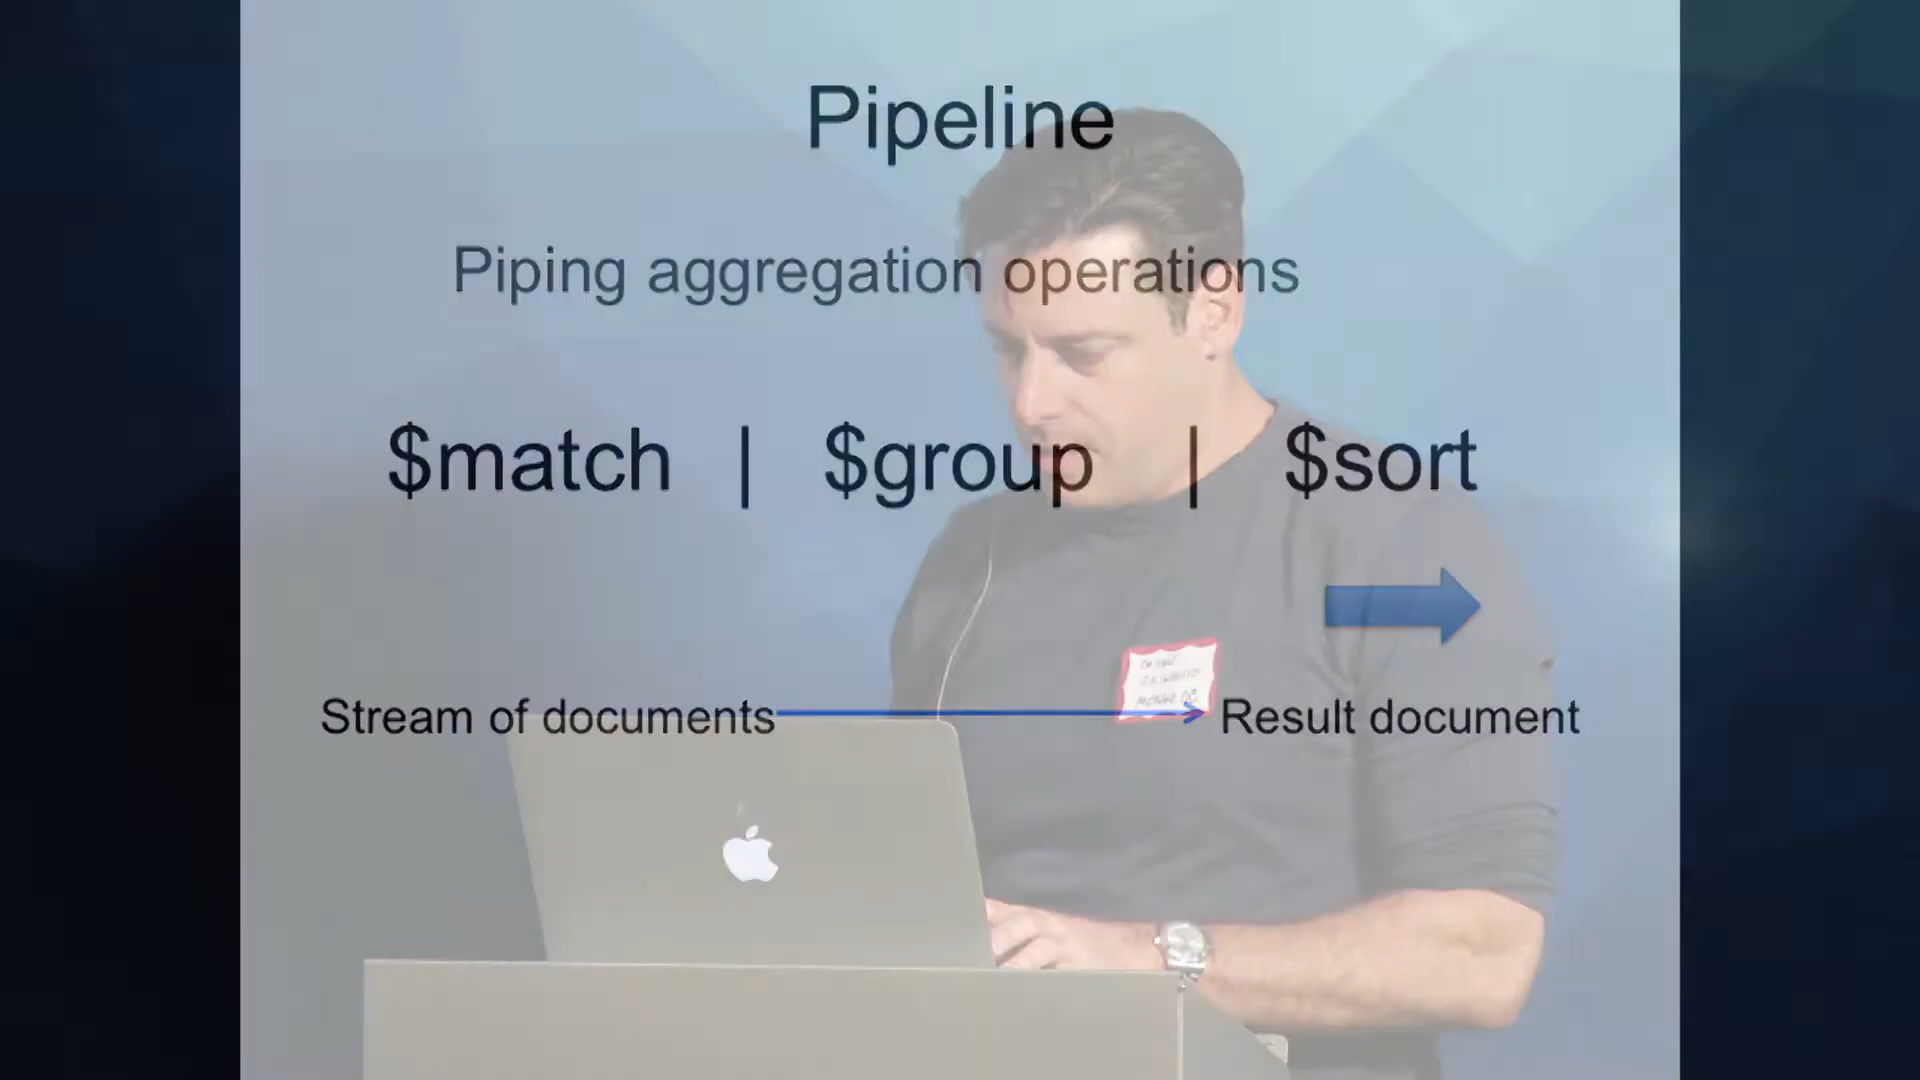 Pipeline
Piping aggregation operations
$match | $group | $sort
Stream of documents Result document